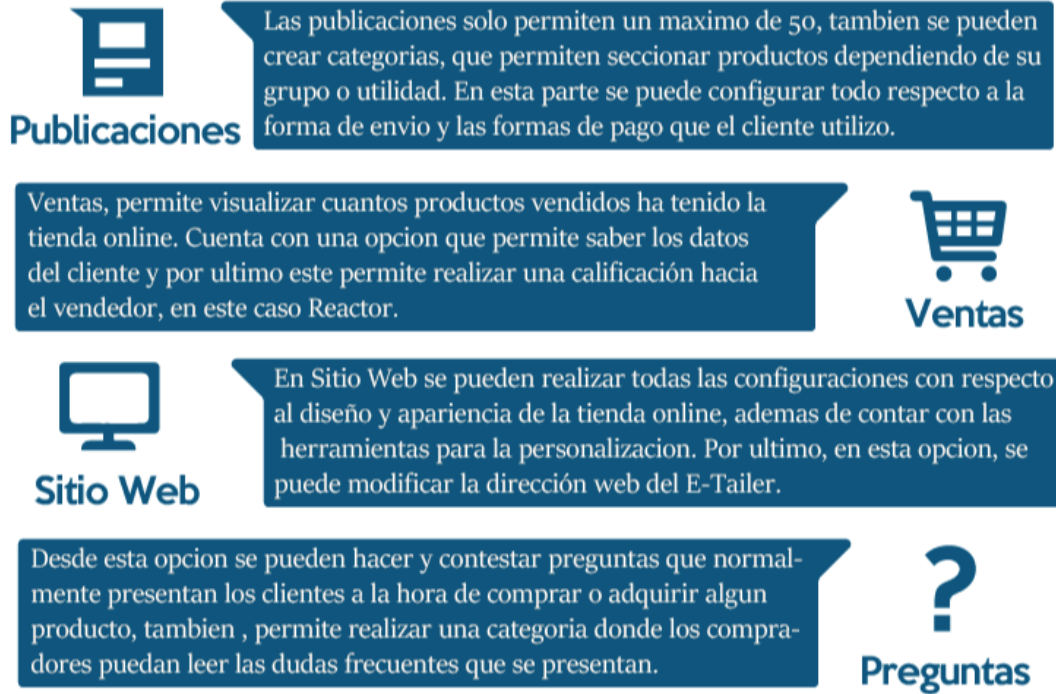 Publicaciones
Las publicaciones solo permiten un maximo de 50, tambien se pueden
crear categorias, que permiten seccionar productos dependiendo de su
grupo o utilidad. En esta parte se puede configurar todo respecto a la
forma de envio y las formas de pago que el cliente utilizo.
Ventas, permite visualizar cuantos productos vendidos ha tenido la
tienda online. Cuenta con una opcion que permite saber los datos
del cliente y por ultimo este permite realizar una calificación hacia
el vendedor, en este caso Reactor.
Ventas
Sitio Web
En Sitio Web se pueden realizar todas las configuraciones con respecto
al diseño y apariencia de la tienda online, ademas de contar con las
herramientas para la personalizacion. Por ultimo, en esta opcion, se
puede modificar la dirección web del E-Tailer.
Desde esta opcion se pueden hacer y contestar preguntas que normal-
mente presentan los clientes a la hora de comprar o adquirir algun
producto, tambien , permite realizar una categoria donde los compra-
dores puedan leer las dudas frecuentes que se presentan.
?
Preguntas